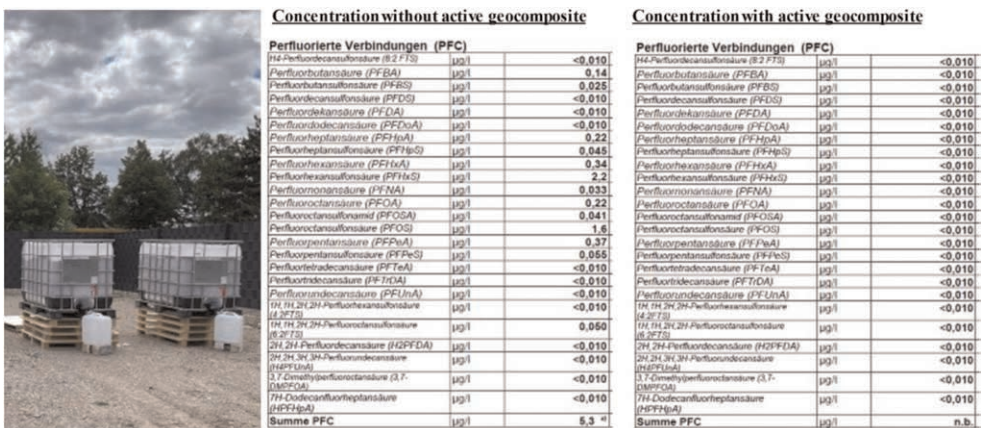 Concentration without active geocomposite
Perfluorierte Verbindungen (PFC)
H4-Perfluordecansulfonsäure (8:2 FTS) µg/l <0,010
Perfluorbutansäure (PFBA) µg/l 0,14
Perfluorbutansulfonsäure (PFBS) µg/l 0,025
Perfluordecansulfonsäure (PFDS) µg/l <0,010
Perfluordekansäure (PFDA) µg/l <0,010
Perfluordodecansäure (PFDoA) µg/l <0,010
Perfluorheptansäure (PFHpA) µg/l 0,22
Perfluorheptansulfonsäure (PFHpS) µg/l 0,045
Perfluorhexansäure (PFHxA) µg/l 0,34
Perfluorhexansulfonsäure (PFHxS) µg/l 2,2
Perfluornonansäure (PFNA) µg/l 0,033
Perfluoroctansäure (PFOA) µg/l 0,22
Perfluoroctansulfonamid (PFOSA) µg/l 0,041
Perfluoroctansulfonsäure (PFOS) µg/l 1,6
Perfluorpentansäure (PFPeA) µg/l 0,37
Perfluorpentansulfonsäure (PFPeS) µg/l 0,055
Perfluortetradecansäure (PFTeA) µg/l <0,010
Perfluortridecansäure (PFTrDA) µg/l <0,010
Perfluorundecansäure (PFUnA) µg/l <0,010
1H,1H,2H,2H-Perfluorhexansulfonsäure µg/l <0,010
(4:2FTS)
1H,1H,2H,2H-Perfluoroctansulfonsäure µg/l 0,050
(6:2FTS)
2H,2H-Perfluordecansäure (H2PFDA) µg/l <0,010
2H,2H,3H,3H-Perfluorundecansäure µg/l <0,010
(H4PFUnA)
3,7-Dimethylperfluoroctansäure (3,7- µg/l <0,010
DMPFOA)
7H-Dodecanfluorheptansäure µg/l <0,010
(HPFHpA)
Summe PFC µg/l 5,3
Concentration with active geocomposite
Perfluorierte Verbindungen (PFC)
H4-Perfluordecansulfonsäure (8:2 FTS) µg/l <0,010
Perfluorbutansäure (PFBA) µg/l <0,010
Perfluorbutansulfonsäure (PFBS) µg/l <0,010
Perfluordecansulfonsäure (PFDS) µg/l <0,010
Perfluordekansäure (PFDA) µg/l <0,010
Perfluordodecansäure (PFDoA) µg/l <0,010
Perfluorheptansäure (PFHpA) µg/l <0,010
Perfluorheptansulfonsäure (PFHpS) µg/l <0,010
Perfluorhexansäure (PFHxA) µg/l <0,010
Perfluorhexansulfonsäure (PFHxS) µg/l <0,010
Perfluornonansäure (PFNA) µg/l <0,010
Perfluoroctansäure (PFOA) µg/l <0,010
Perfluoroctansulfonamid (PFOSA) µg/l <0,010
Perfluoroctansulfonsäure (PFOS) µg/l <0,010
Perfluorpentansäure (PFPeA) µg/l <0,010
Perfluorpentansulfonsäure (PFPeS) µg/l <0,010
Perfluortetradecansäure (PFTeA) µg/l <0,010
Perfluortridecansäure (PFTrDA) µg/l <0,010
Perfluorundecansäure (PFUnA) µg/l <0,010
1H,1H,2H,2H-Perfluorhexansulfonsäure µg/l <0,010
(4:2FTS)
1H,1H,2H,2H-Perfluoroctansulfonsäure µg/l <0,010
(6:2FTS)
2H,2H-Perfluordecansäure (H2PFDA) µg/l <0,010
2H,2H,3H,3H-Perfluorundecansäure µg/l <0,010
(H4PFUnA)
3,7-Dimethylperfluoroctansäure (3,7- µg/l <0,010
DMPFOA)
7H-Dodecanfluorheptansäure µg/l <0,010
(HPFHpA)
Summe PFC µg/l n.b.